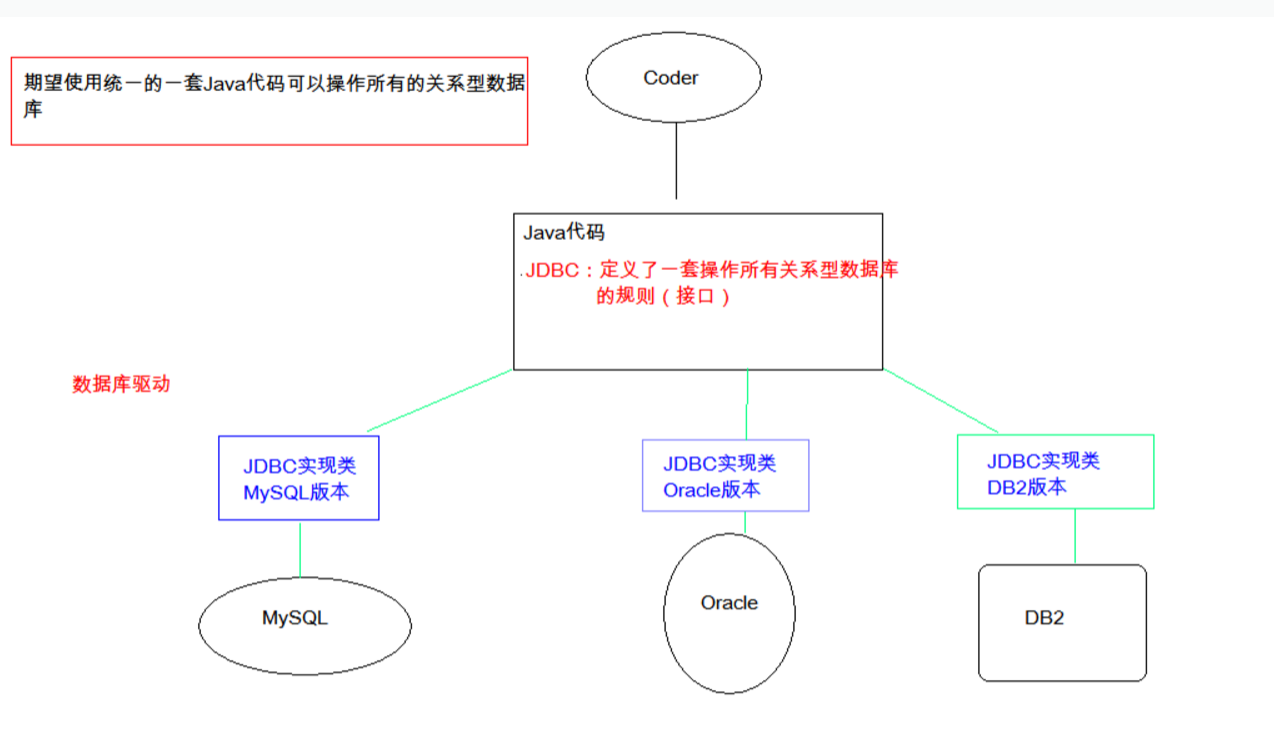 期望使用统一的一套Java代码可以操作所有的关系型数据
库
Coder
Java代码
.JDBC：定义了一套操作所有关系型数据库
的规则（接口）
数据库驱动
JDBC实现类
MySQL版本
JDBC实现类
Oracle版本
JDBC实现类
DB2版本
MySQL
Oracle
DB2